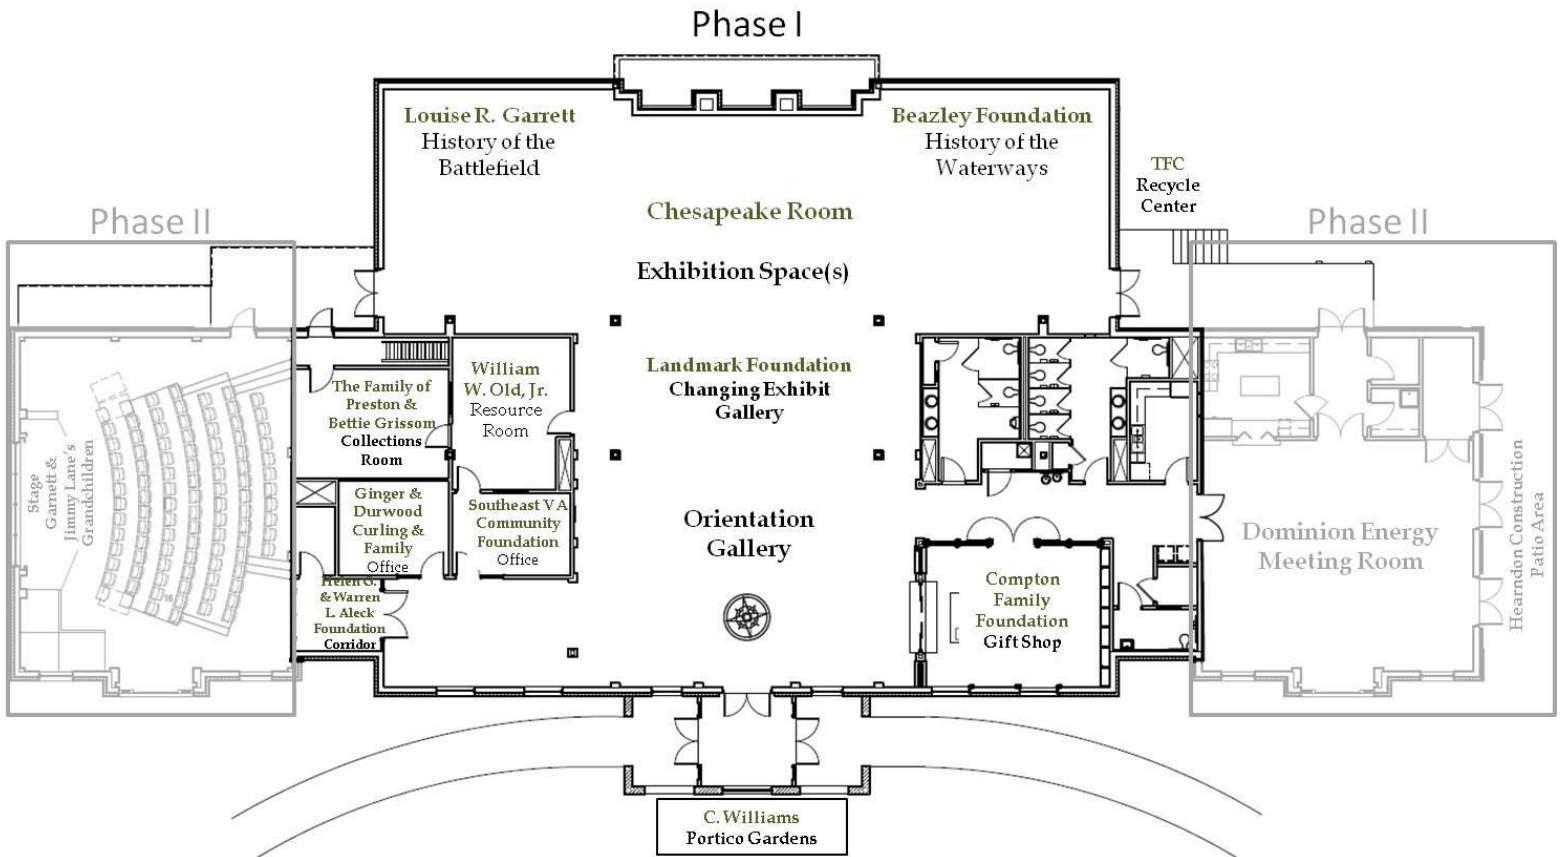 Phase I
Louise R. Garrett
History of the
Battlefield
Beazley Foundation
History of the
Waterways
TFC
Recycle
Center
Chesapeake Room
Exhibition Space(s)
Phase II
Phase II
Landmark Foundation
Changing Exhibit
Gallery
William
W. Old, Jr.
Resource
Room
The Family of
Preston &
Bettie Grissom
Collections
Room
Stage
Garnett &
Jimmy Lane's
Grandchildren
16
Ginger &
Durwood
Curling &
Family
Office
Southeast VA
Community
Foundation
Office
Orientation
Gallery
Dominion Energy
Meeting Room
Hearndon Construction
Patio Area
Helen G.
& Warren
L. Aleck
Foundation
Corridor
Compton
Family
Foundation
Gift Shop
C. Williams
Portico Gardens